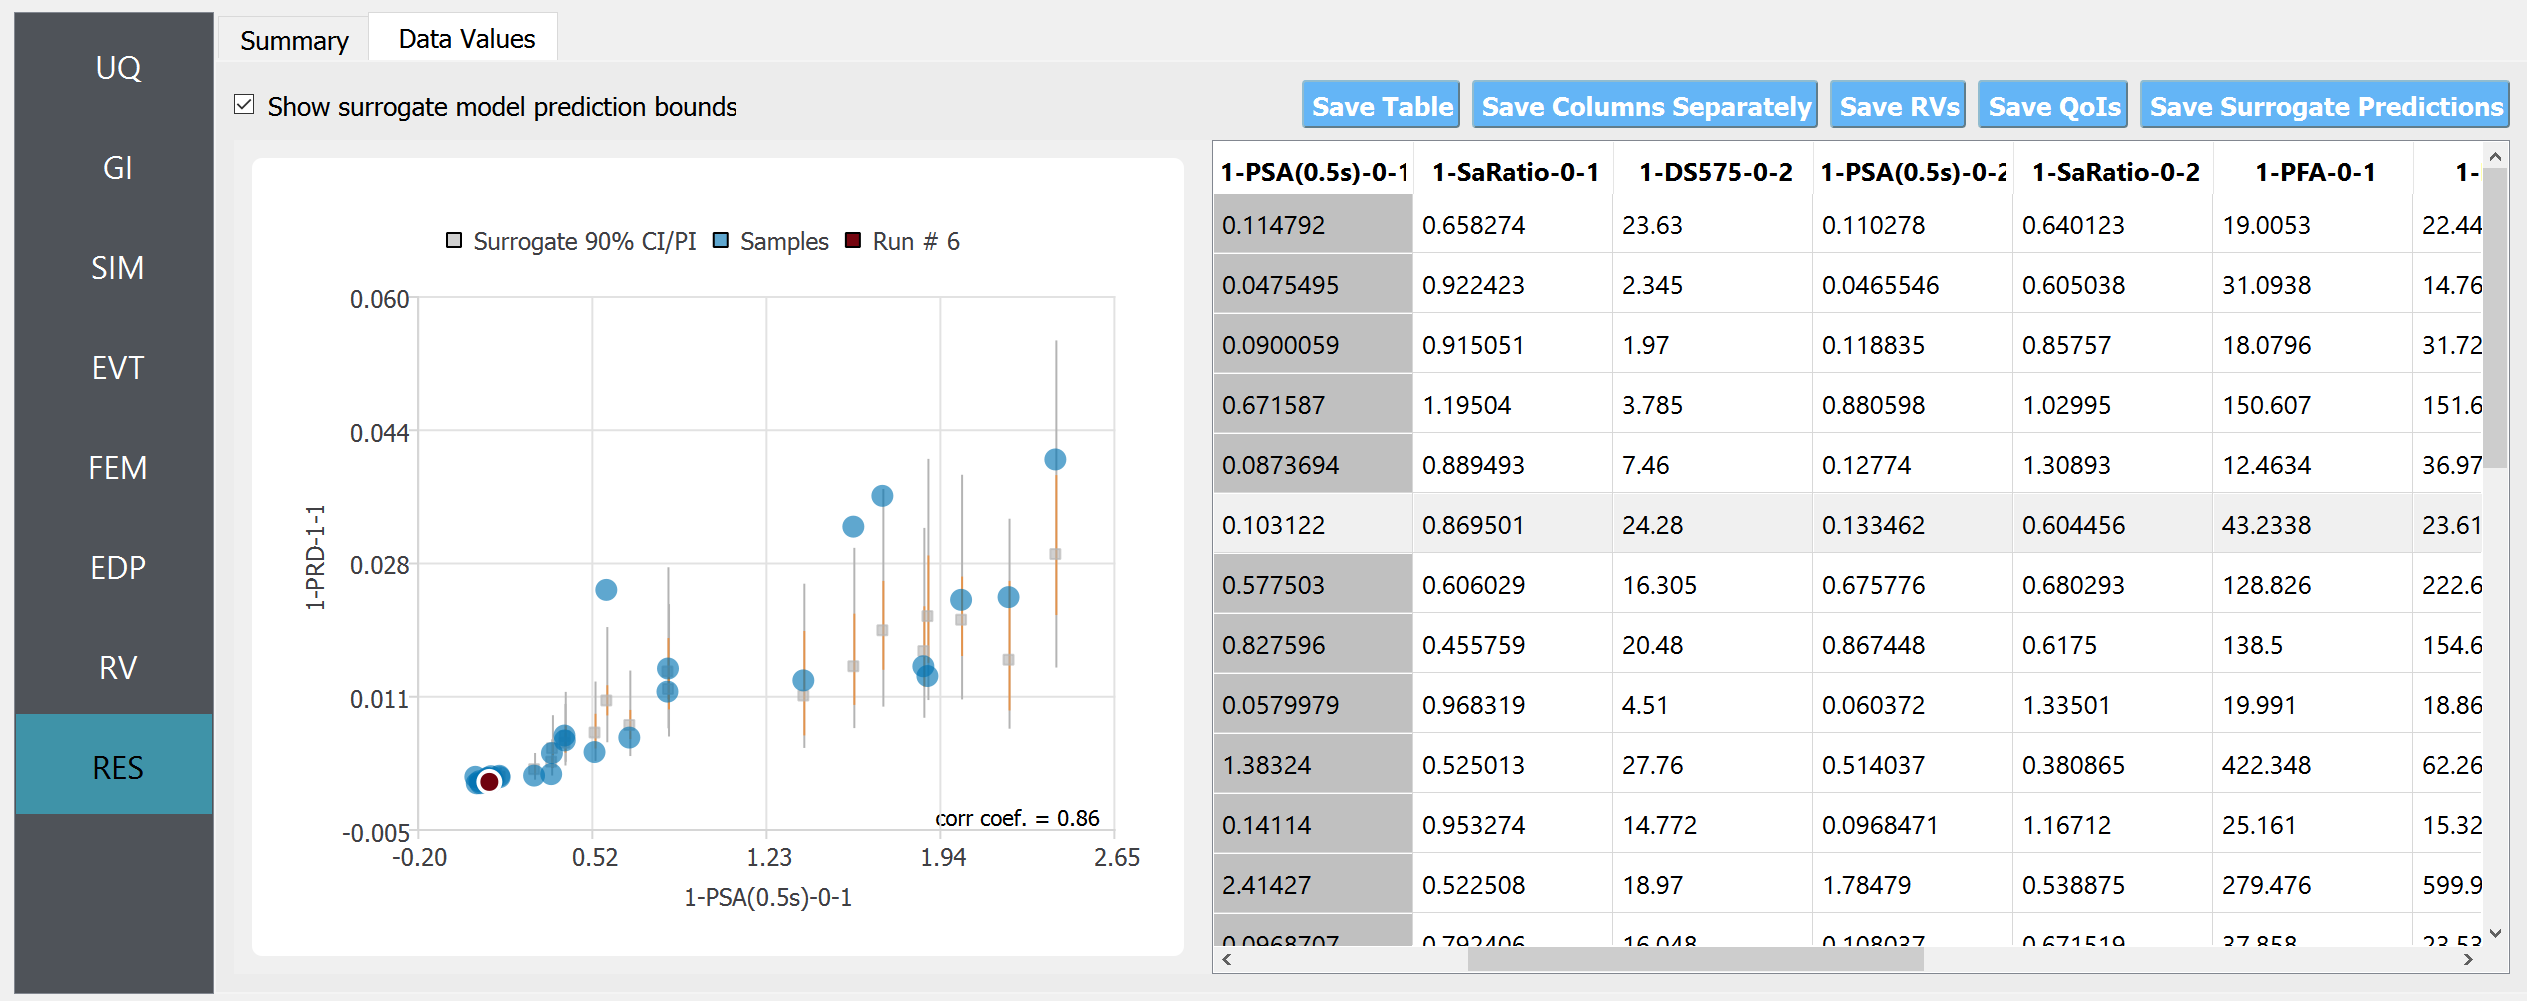 UQ
GI
SIM
EVT
FEM
EDP
RV
RES
Summary
Data Values
Show surrogate model prediction bounds
Save Table
Save Columns Separately
Save RVs
Save QoIs
Save Surrogate Predictions
Surrogate 90% CI/PI
Samples
Run # 6
0.060
0.044
0.028
0.011
-0.005
1-PRD-1-1
corr coef. = 0.86
-0.20 0.52 1.23 1.94 2.65
1-PSA(0.5s)-0-1
1-PSA(0.5s)-0-1 1-SaRatio-0-1 1-DS575-0-2 1-PSA(0.5s)-0-2 1-SaRatio-0-2 1-PFA-0-1 1-
0.114792 0.658274 23.63 0.110278 0.640123 19.0053 22.44
0.0475495 0.922423 2.345 0.0465546 0.605038 31.0938 14.76
0.0900059 0.915051 1.97 0.118835 0.85757 18.0796 31.72
0.671587 1.19504 3.785 0.880598 1.02995 150.607 151.6
0.0873694 0.889493 7.46 0.12774 1.30893 12.4634 36.97
0.103122 0.869501 24.28 0.133462 0.604456 43.2338 23.61
0.577503 0.606029 16.305 0.675776 0.680293 128.826 222.6
0.827596 0.455759 20.48 0.867448 0.6175 138.5 154.6
0.0579979 0.968319 4.51 0.060372 1.33501 19.991 18.86
1.38324 0.525013 27.76 0.514037 0.380865 422.348 62.26
0.14114 0.953274 14.772 0.0968471 1.16712 25.161 15.32
2.41427 0.522508 18.97 1.78479 0.538875 279.476 599.9
0.0968707 0.792406 16.048 0.108037 0.671519 37.858 23.53